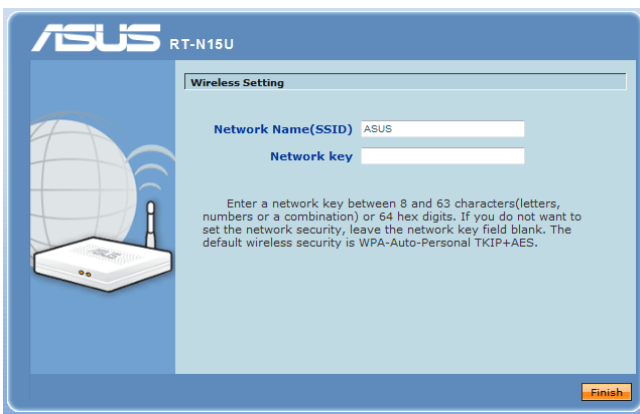 ASUS RT-N15U
Wireless Setting
Network Name(SSID) ASUS
Network key
Enter a network key between 8 and 63 characters(letters,
numbers or a combination) or 64 hex digits. If you do not want to
set the network security, leave the network key field blank. The
default wireless security is WPA-Auto-Personal TKIP+AES.
ASUS
Finish